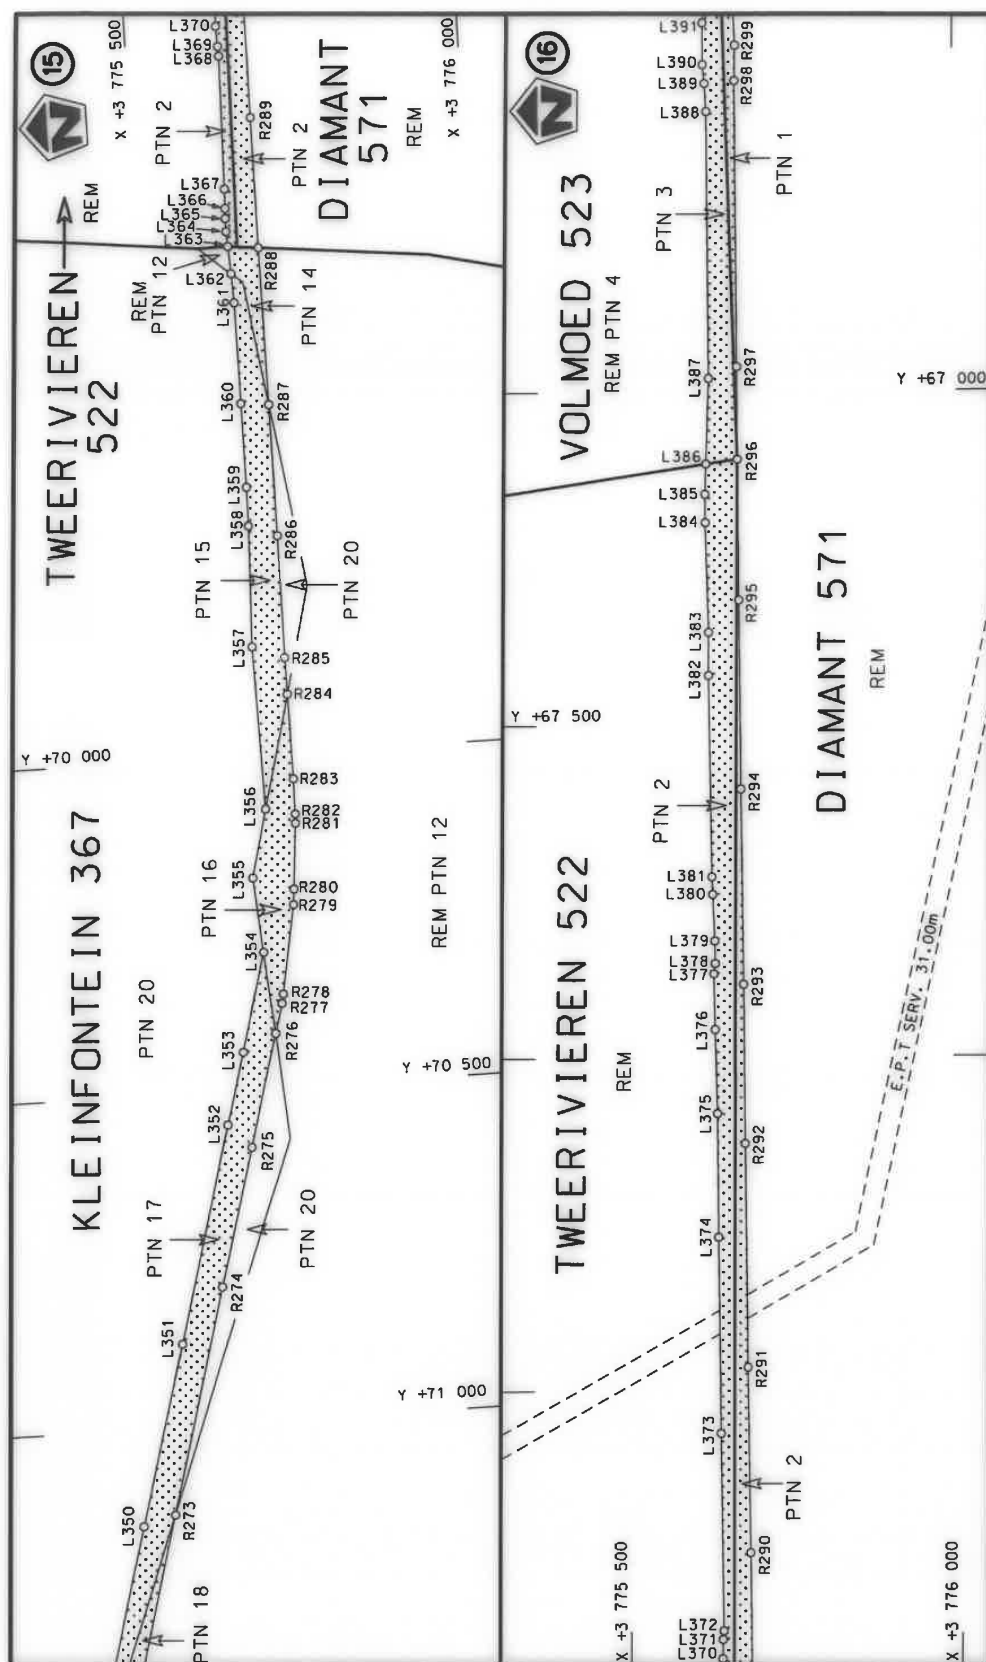 15
N
X +3 775 500
X +3 776 000
L370
L369
L368
PTN 2
R289
PTN 2
DIAMANT
571
REM
L367
L366
L365
L364
L363
REM
TWEERIVIEREN
522
REM
PTN 12
L362
L361
R288
PTN 14
L360
R287
L359
L358
R286
PTN 15
PTN 20
L357
R285
R284
Y +70 000
R283
L356
R282
R281
KLEINFONTEIN 367
PTN 20
L355
PTN 16
R280
R279
REM PTN 12
L354
R278
R277
R276
L353
Y +70 500
L352
R275
PTN 17
PTN 20
R274
L351
Y +71 000
R273
L350
PTN 18
16
N
L391
R299
L390
R298
L389
L388
PTN 1
PTN 3
VOLMOED 523
REM PTN 4
L387
R297
Y +67 000
L386
R296
L385
L384
R295
L383
L382
DIAMANT 571
REM
Y +67 500
R294
PTN 2
L381
L380
TWEERIVIEREN 522
REM
L379
L378
L377
R293
L376
E.P.T SERV. 31.00m
L375
R292
L374
R291
L373
PTN 2
R290
X +3 775 500
X +3 776 000
L372
L371
L370